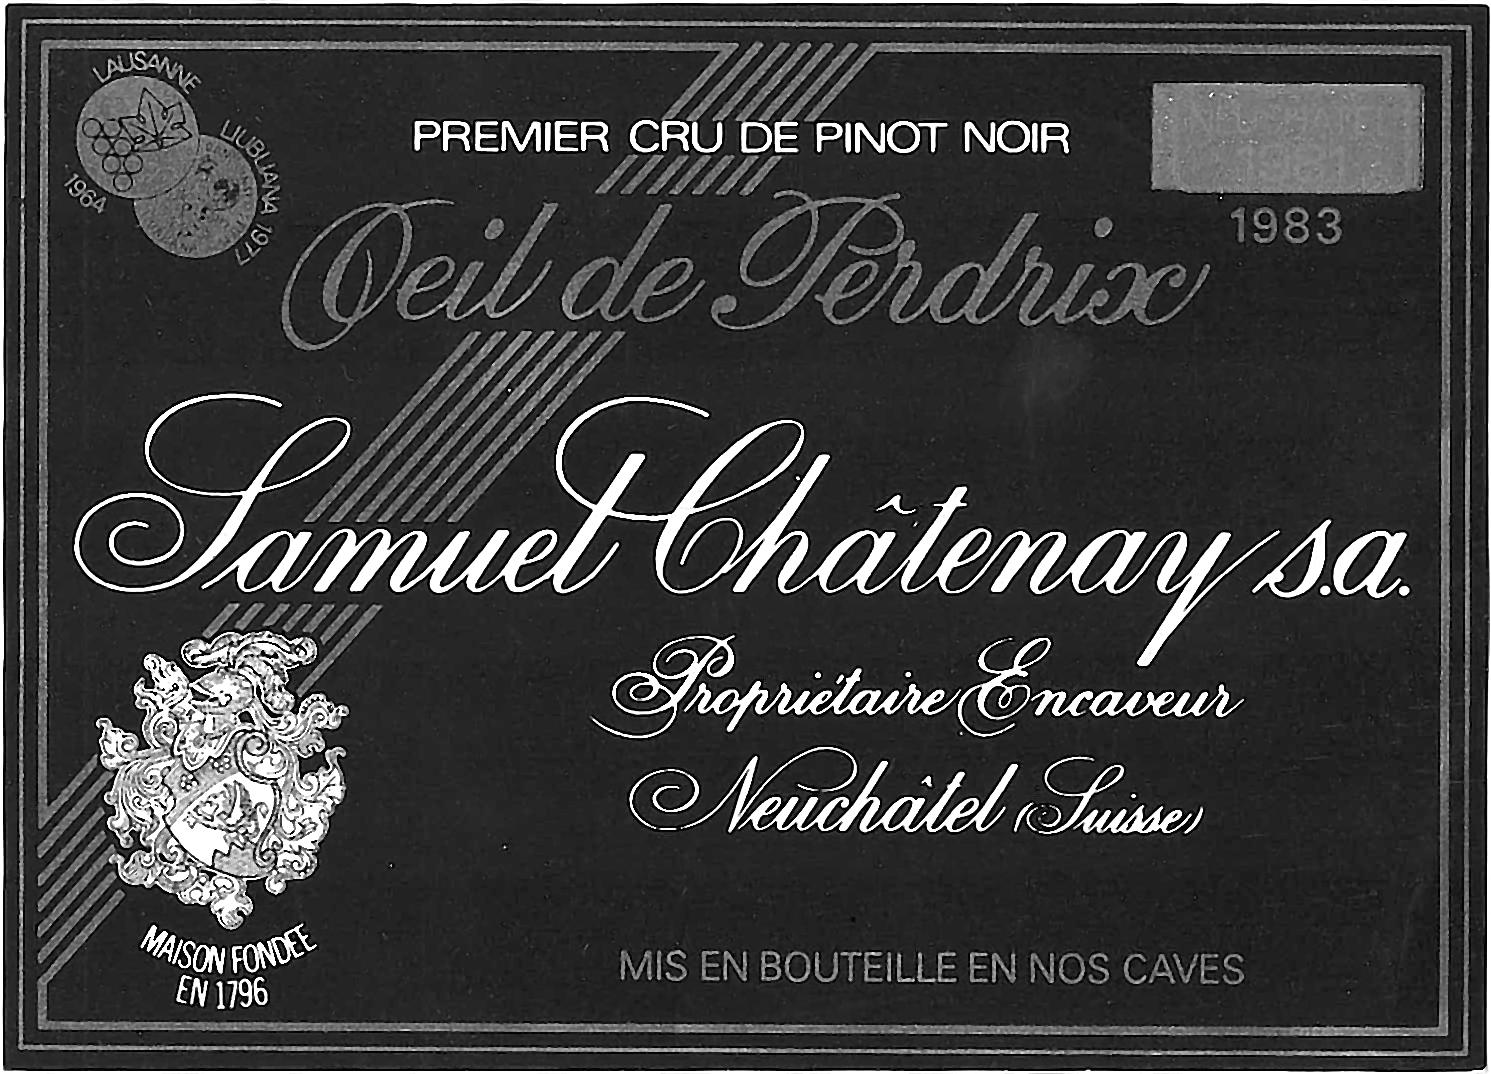 LAUSANNE
1964
LJUBLJANA 1977
PREMIER CRU DE PINOT NOIR
1983
Oeil de Perdrix
Samuel Châtenay s.a.
Propriétaire Encaveur
Neuchâtel (Suisse)
MAISON FONDÉE
EN 1796
MIS EN BOUTEILLE EN NOS CAVES